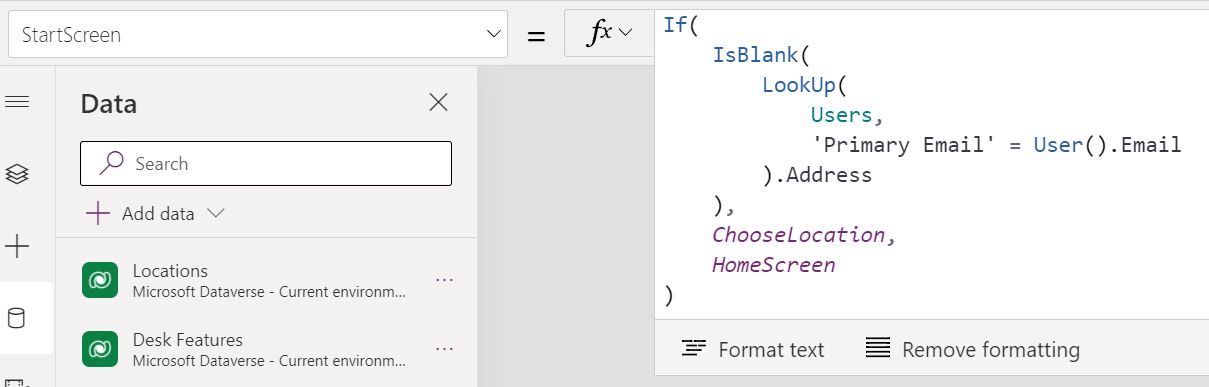 StartScreen
=
fx
If(
IsBlank(
LookUp(
Users,
'Primary Email' = User().Email
).Address
),
ChooseLocation,
HomeScreen
)
Format text
Remove formatting
Data
Search
Add data
Locations
Microsoft Dataverse - Current environm...
Desk Features
Microsoft Dataverse - Current environm...